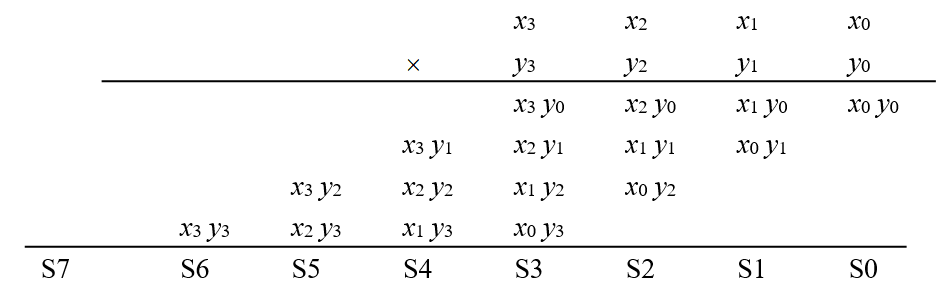 x3 x2 x1 x0
× y3 y2 y1 y0
x3 y0 x2 y0 x1 y0 x0 y0
x3 y1 x2 y1 x1 y1 x0 y1
x3 y2 x2 y2 x1 y2 x0 y2
x3 y3 x2 y3 x1 y3 x0 y3
S7 S6 S5 S4 S3 S2 S1 S0